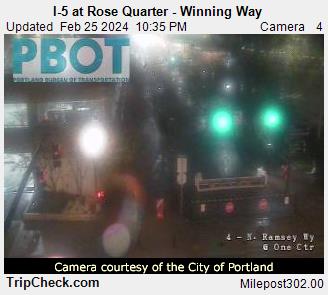 I-5 at Rose Quarter - Winning Way
Updated  Feb 25 2024  10:35 PM  Camera  4
PBOT
PORTLAND BUREAU OF TRANSPORTATION
4 - N. Ramsey Wy
@ One Ctr
Camera courtesy of the City of Portland
TripCheck.com  Milepost302.00